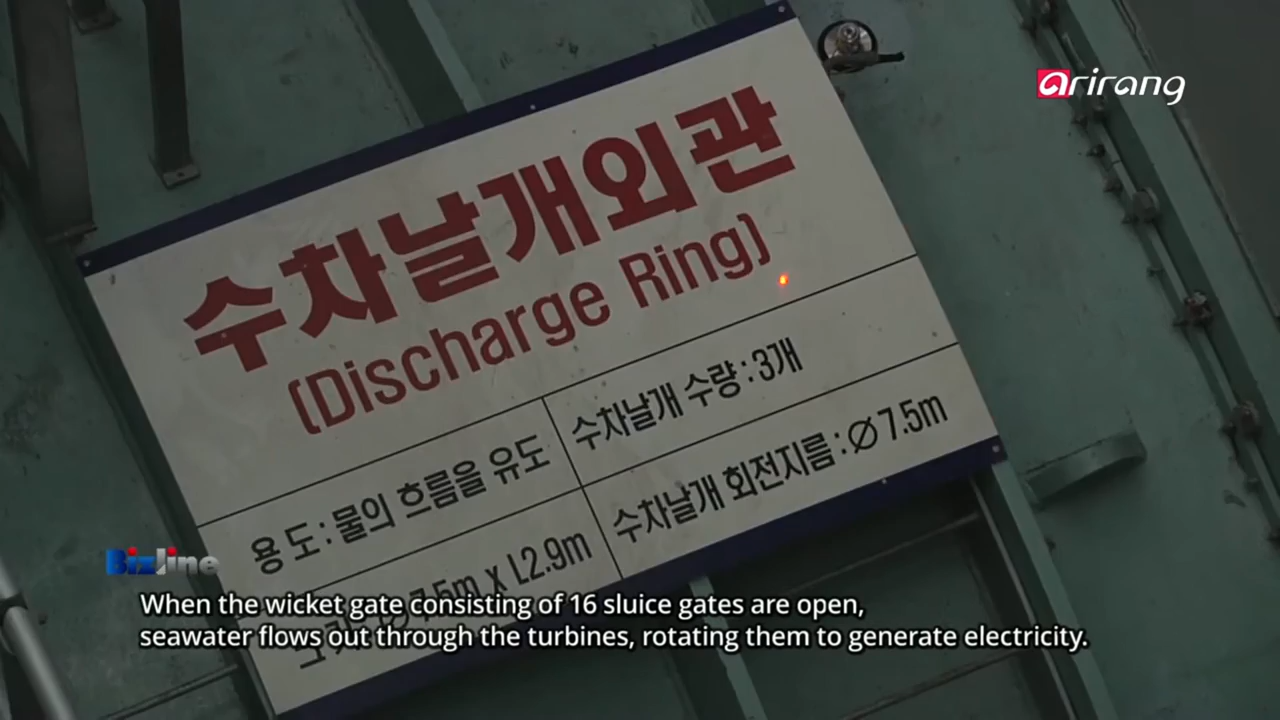 arirang
수차날개외관
(Discharge Ring)
용 도 : 물의 흐름을 유도
수차날개 수량 : 3개
7.5m x L2.9m
수차날개 회전지름 : Ø 7.5m
Bizline
When the wicket gate consisting of 16 sluice gates are open,
seawater flows out through the turbines, rotating them to generate electricity.